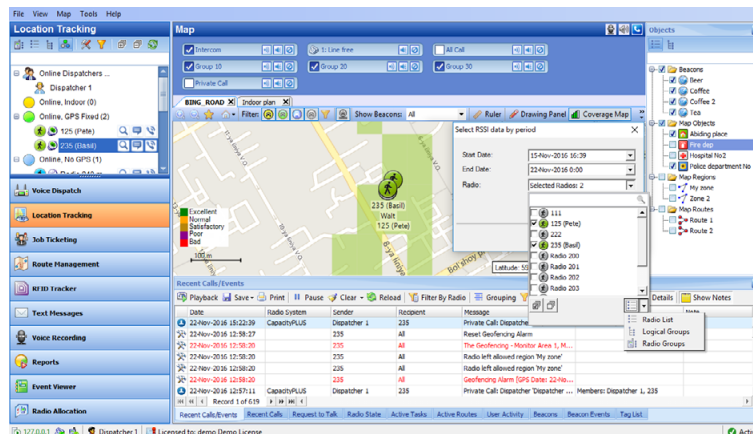 File View Map Tools Help
Location Tracking
Map
Objects
Online Dispatchers ...
Dispatcher 1
Online, Indoor (0)
Online, GPS Fixed (2)
125 (Pete)
235 (Basil)
Online, No GPS (1)
Voice Dispatch
Location Tracking
Job Ticketing
Route Management
RFID Tracker
Text Messages
Voice Recording
Reports
Event Viewer
Radio Allocation
Intercom
1: Line free
All Call
Group 10
Group 20
Group 30
Private Call
BING_ROAD X Indoor plan X
Filter:
Show Beacons: All
Ruler
Drawing Panel
Coverage Map
Excellent
Normal
Satisfactory
Poor
Bad
100 m
235 (Basil)
Walt
125 (Pete)
Select RSSI data by period
Start Date: 15-Nov-2016 16:39
End Date: 22-Nov-2016 0:00
Radio: Selected Radios: 2
111
125 (Pete)
222
235 (Basil)
Radio 200
Radio 201
Radio 202
Radio 203
Radio List
Logical Groups
Radio Groups
Beacons
Beer
Coffee
Coffee 2
Tea
Map Objects
Abiding place
Fire dep
Hospital No2
Police department No
Map Regions
My zone
Zone 2
Map Routes
Route 1
Route 2
Recent Calls/Events
Playback Save Print Pause Clear Reload Filter By Radio Grouping
Details Show Notes
Date Radio System Sender Recipient Message
22-Nov-2016 15:22:39 CapacityPLUS Dispatcher 1 235 Private Call: Dispatche
22-Nov-2016 12:58:27 235 All Reset Geofencing Alarm
22-Nov-2016 12:58:20 235 All The Geofencing - Monitor Area 1, M...
22-Nov-2016 12:58:20 235 All Radio left allowed region 'My zone'
22-Nov-2016 12:58:20 235 All Radio left allowed region 'My zone'
22-Nov-2016 12:58:20 235 All Geofencing Alarm [GPS Date: 22-No...
22-Nov-2016 12:57:11 CapacityPLUS Dispatcher 1 235 Private Call: Dispatcher 'Dispatcher ... Members: Dispatcher 1, 235
Record 1 of 619
Recent Calls/Events Recent Calls Request to Talk Radio State Active Tasks Active Routes User Activity Beacons Beacon Events Tag List
127.0.0.1 Dispatcher 1 Licensed to: demo Demo License